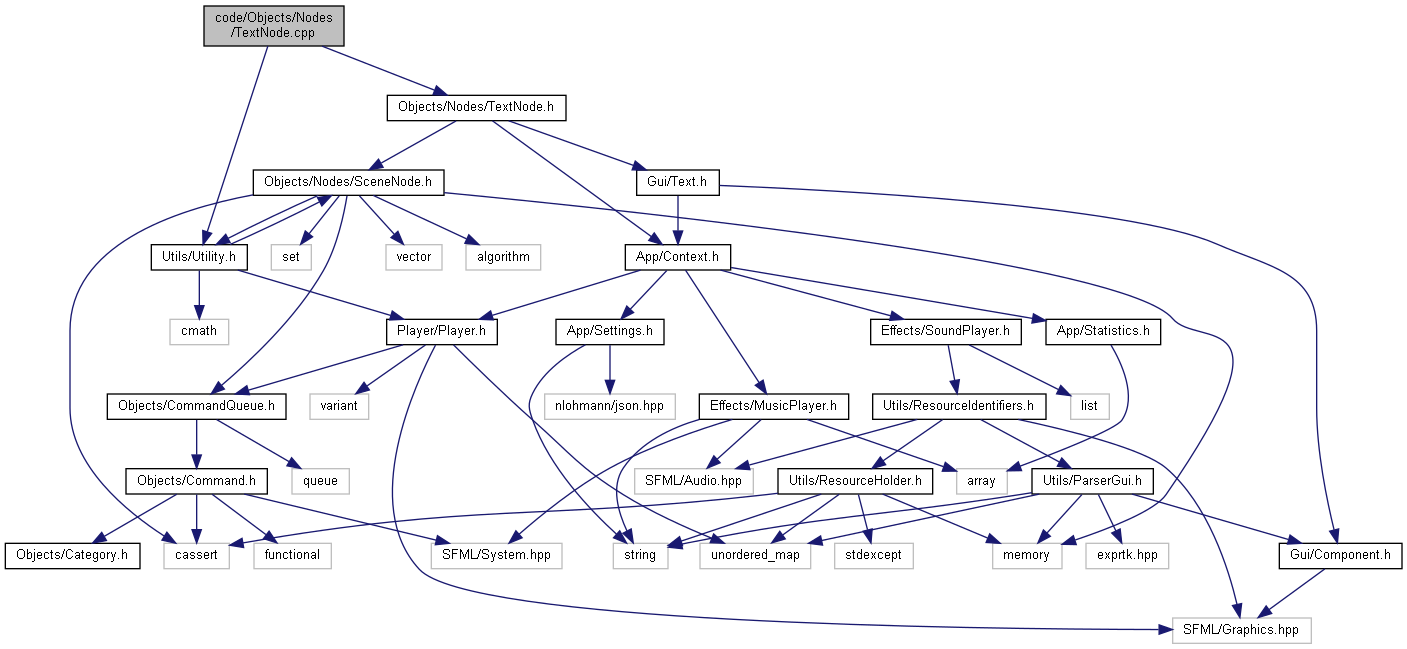 code/Objects/Nodes
/TextNode.cpp
Objects/Nodes/TextNode.h
Objects/Nodes/SceneNode.h
Gui/Text.h
Utils/Utility.h
set
vector
algorithm
App/Context.h
cmath
Player/Player.h
App/Settings.h
Effects/SoundPlayer.h
App/Statistics.h
Objects/CommandQueue.h
variant
nlohmann/json.hpp
Effects/MusicPlayer.h
Utils/ResourceIdentifiers.h
list
Objects/Command.h
queue
SFML/Audio.hpp
Utils/ResourceHolder.h
array
Utils/ParserGui.h
Objects/Category.h
cassert
functional
SFML/System.hpp
string
unordered_map
stdexcept
memory
exprtk.hpp
Gui/Component.h
SFML/Graphics.hpp